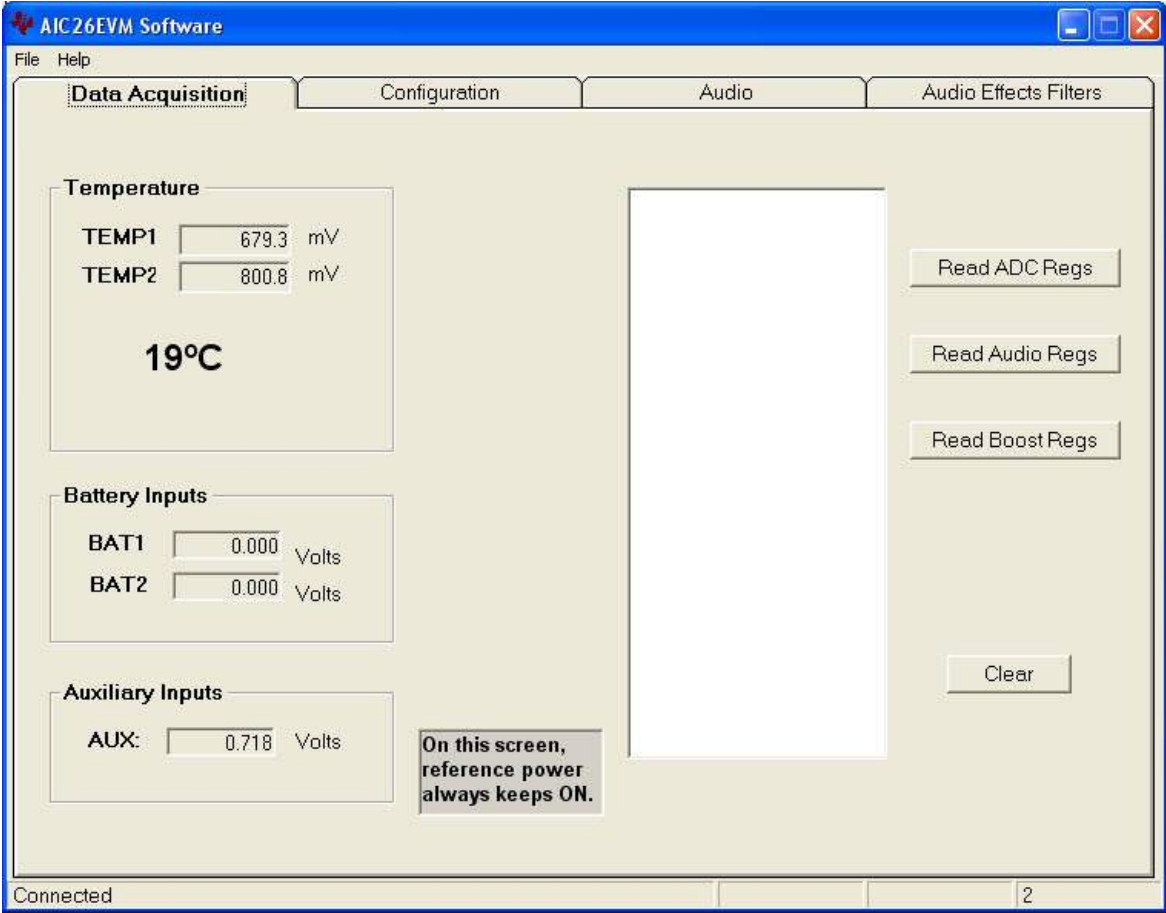 AIC26EVM Software
File Help
Data Acquisition Configuration Audio Audio Effects Filters
Temperature
TEMP1 679.3 mV
TEMP2 800.8 mV
19ºC
Read ADC Regs
Read Audio Regs
Read Boost Regs
Battery Inputs
BAT1 0.000 Volts
BAT2 0.000 Volts
Auxiliary Inputs
AUX: 0.718 Volts
On this screen,
reference power
always keeps ON.
Clear
Connected 2